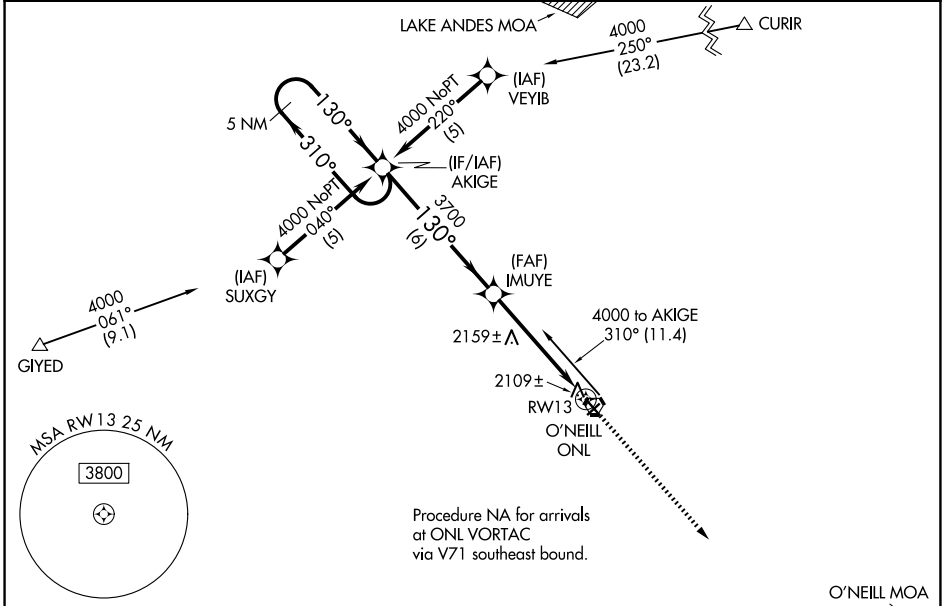 LAKE ANDES MOA
4000
250°
(23.2)
CURIR
(IAF)
VEYIB
4000 NoPT
220°
(5)
5 NM
130°
310°
(IF/IAF)
AKIGE
4000 NoPT
040°
(5)
3700
130°
(6)
(IAF)
SUXGY
(FAF)
IMUYE
4000
061°
(9.1)
GIYED
2159±
4000 to AKIGE
310° (11.4)
2109±
RW13
O'NEILL
ONL
MSA RW13 25 NM
3800
Procedure NA for arrivals
at ONL VORTAC
via V71 southeast bound.
O'NEILL MOA